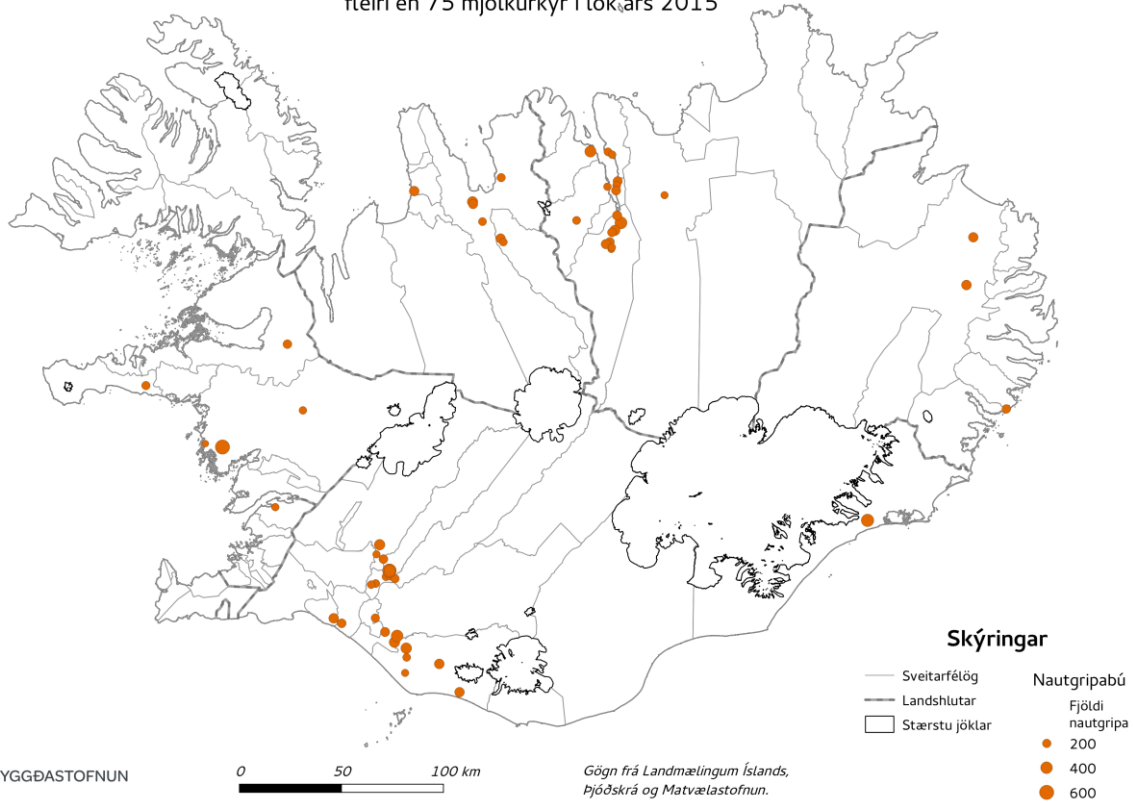 fleiri en 75 mjólkurkýr í lok árs 2015
Skýringar
Sveitarfélög
Landshlutar
Stærstu jöklar
Nautgripabú
Fjöldi
nautgripa
200
400
600
YGGÐASTOFNUN
0 50 100 km
Gögn frá Landmælingum Íslands,
Þjóðskrá og Matvælastofnun.